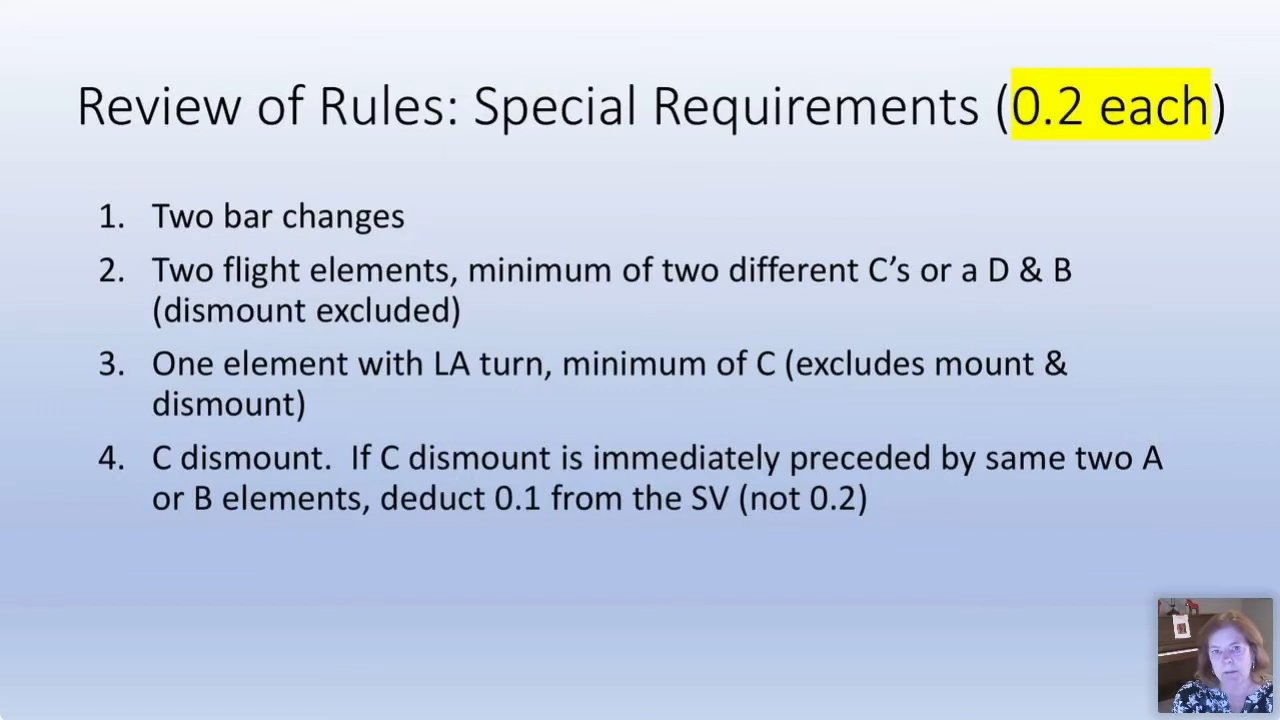 Review of Rules: Special Requirements (0.2 each)
1. Two bar changes
2. Two flight elements, minimum of two different C’s or a D & B
(dismount excluded)
3. One element with LA turn, minimum of C (excludes mount &
dismount)
4. C dismount.  If C dismount is immediately preceded by same two A
or B elements, deduct 0.1 from the SV (not 0.2)